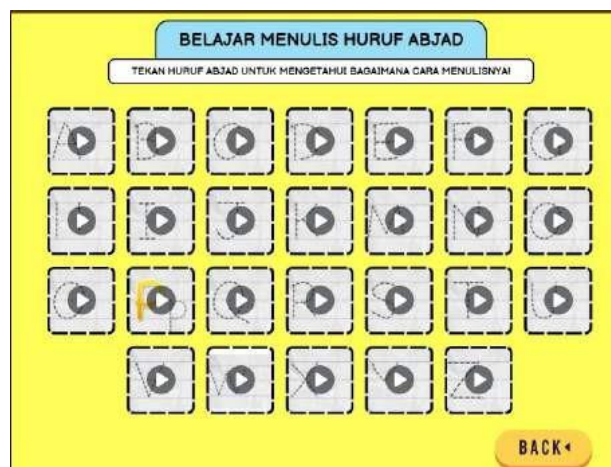 BELAJAR MENULIS HURUF ABJAD
TEKAN HURUF ABJAD UNTUK MENGETAHUI BAGAIMANA CARA MENULISNYA!
A B C D E F G
H I J K M N O
O P p Q R S T U
V V X Y Z
BACK